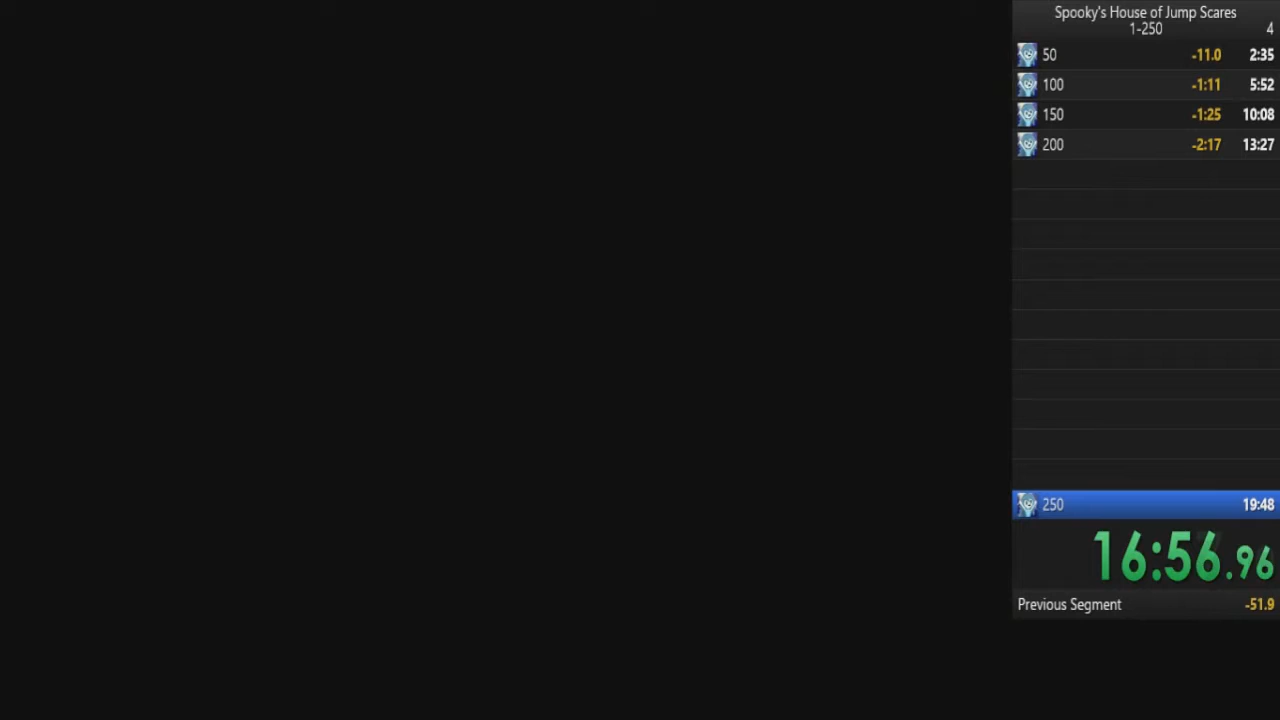 Spooky's House of Jump Scares
1-250 4
50 -11.0 2:35
100 -1:11 5:52
150 -1:25 10:08
200 -2:17 13:27
250 19:48
16:56.96
Previous Segment -51.9